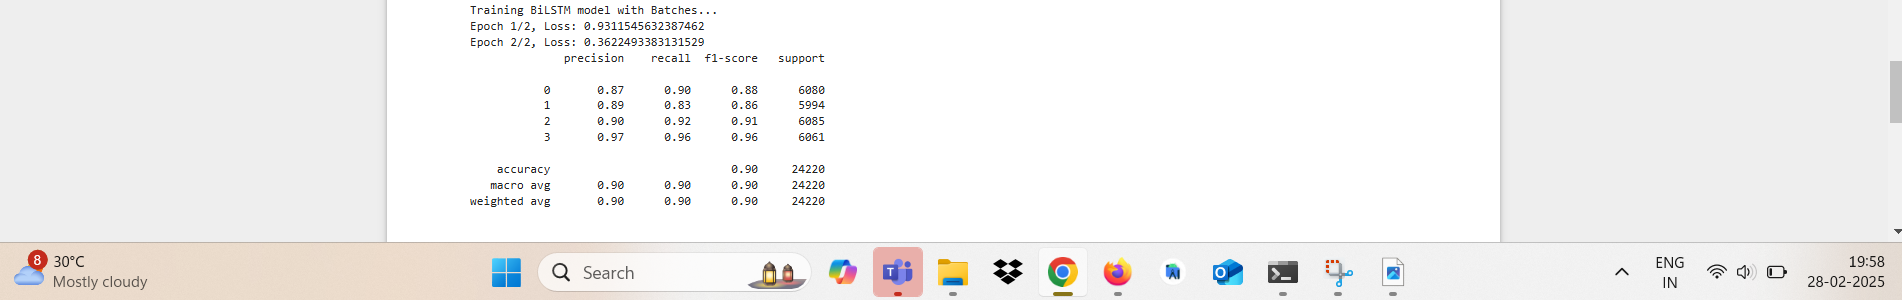 Training BiLSTM model with Batches...
Epoch 1/2, Loss: 0.9311545632387462
Epoch 2/2, Loss: 0.3622493383131529
precision recall f1-score support
0 0.87 0.90 0.88 6080
1 0.89 0.83 0.86 5994
2 0.90 0.92 0.91 6085
3 0.97 0.96 0.96 6061
accuracy 0.90 24220
macro avg 0.90 0.90 0.90 24220
weighted avg 0.90 0.90 0.90 24220
8
30°C
Mostly cloudy
Search
T
AI
O
ENG
IN
19:58
28-02-2025